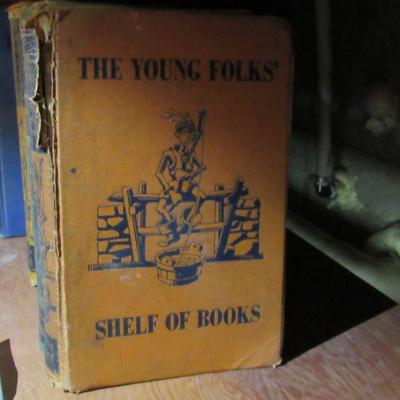 THE YOUNG FOLKS'
SHELF OF BOOKS